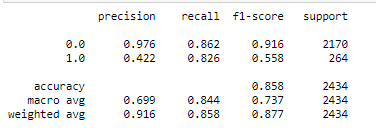 precision recall f1-score support
0.0 0.976 0.862 0.916 2170
1.0 0.422 0.826 0.558 264
accuracy 0.858 2434
macro avg 0.699 0.844 0.737 2434
weighted avg 0.916 0.858 0.877 2434